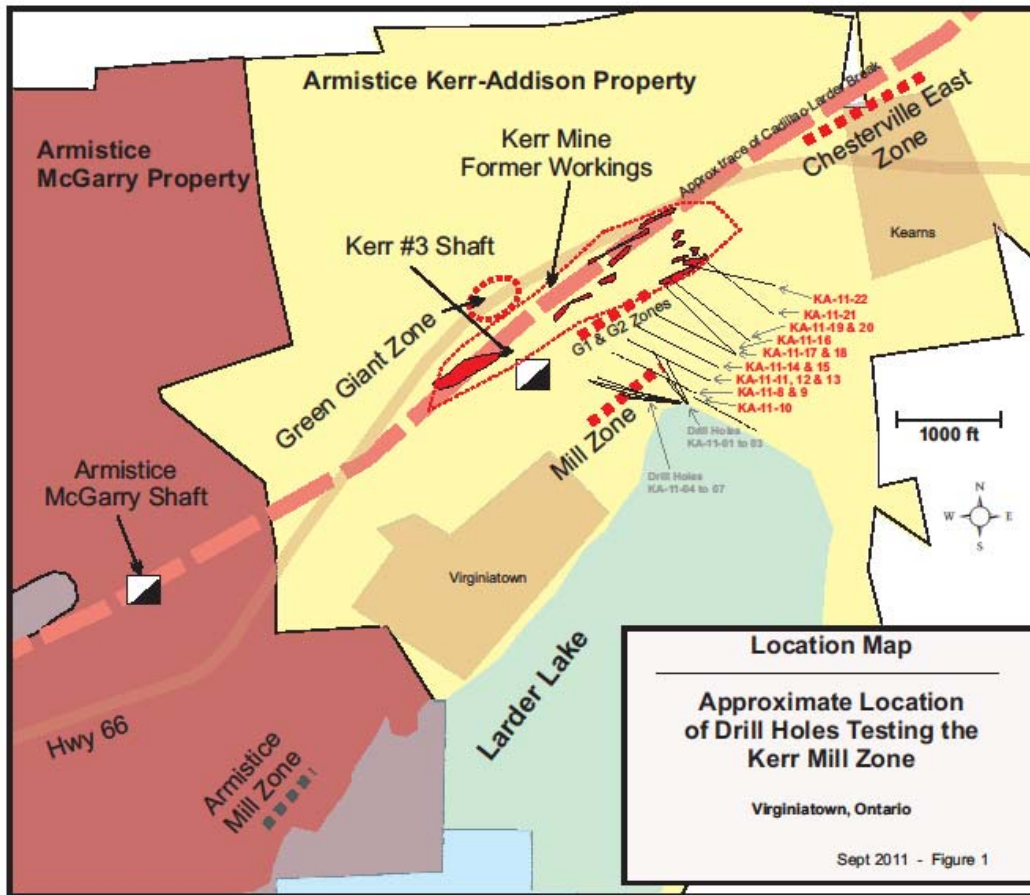 Armistice Kerr-Addison Property
Armistice
McGarry Property
Kerr Mine
Former Workings
Approx trace of Cadillac-Larder Break
Chesterville East
Zone
Kearns
Kerr #3 Shaft
Green Giant Zone
G1 & G2 Zones
KA-11-22
KA-11-21
KA-11-19 & 20
KA-11-16
KA-11-17 & 18
KA-11-14 & 15
KA-11-11, 12 & 13
KA-11-8 & 9
KA-11-10
Drill Holes
KA-11-01 to 03
Mill Zone
Drill Holes
KA-11-04 to 07
1000 ft
N
W
E
S
Armistice
McGarry Shaft
Virginiatown
Larder Lake
Hwy 66
Armistice
Mill Zone
Location Map
Approximate Location
of Drill Holes Testing the
Kerr Mill Zone
Virginiatown, Ontario
Sept 2011 - Figure 1